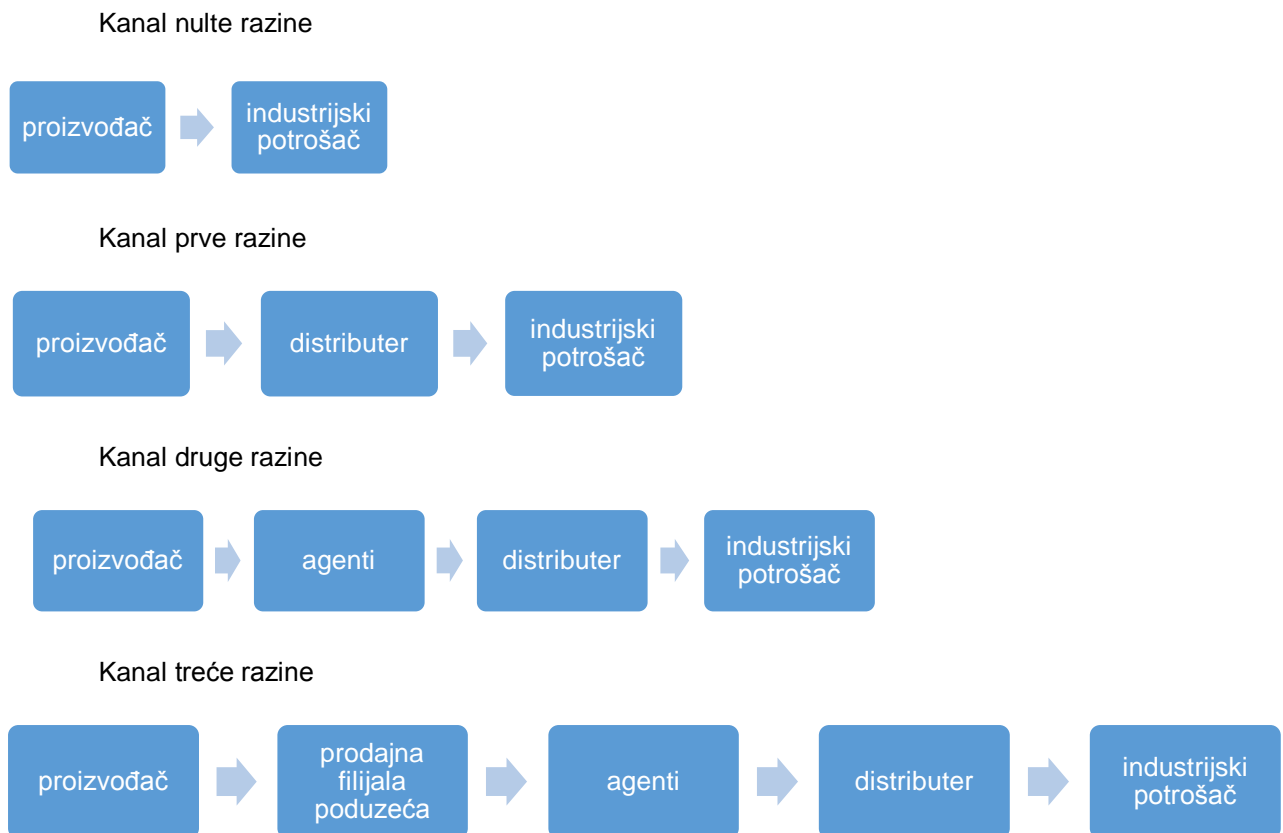 Kanal nulte razine
proizvođač
industrijski
potrošač
Kanal prve razine
proizvođač
distributer
industrijski
potrošač
Kanal druge razine
proizvođač
agenti
distributer
industrijski
potrošač
Kanal treće razine
proizvođač
prodajna
filijala
poduzeća
agenti
distributer
industrijski
potrošač